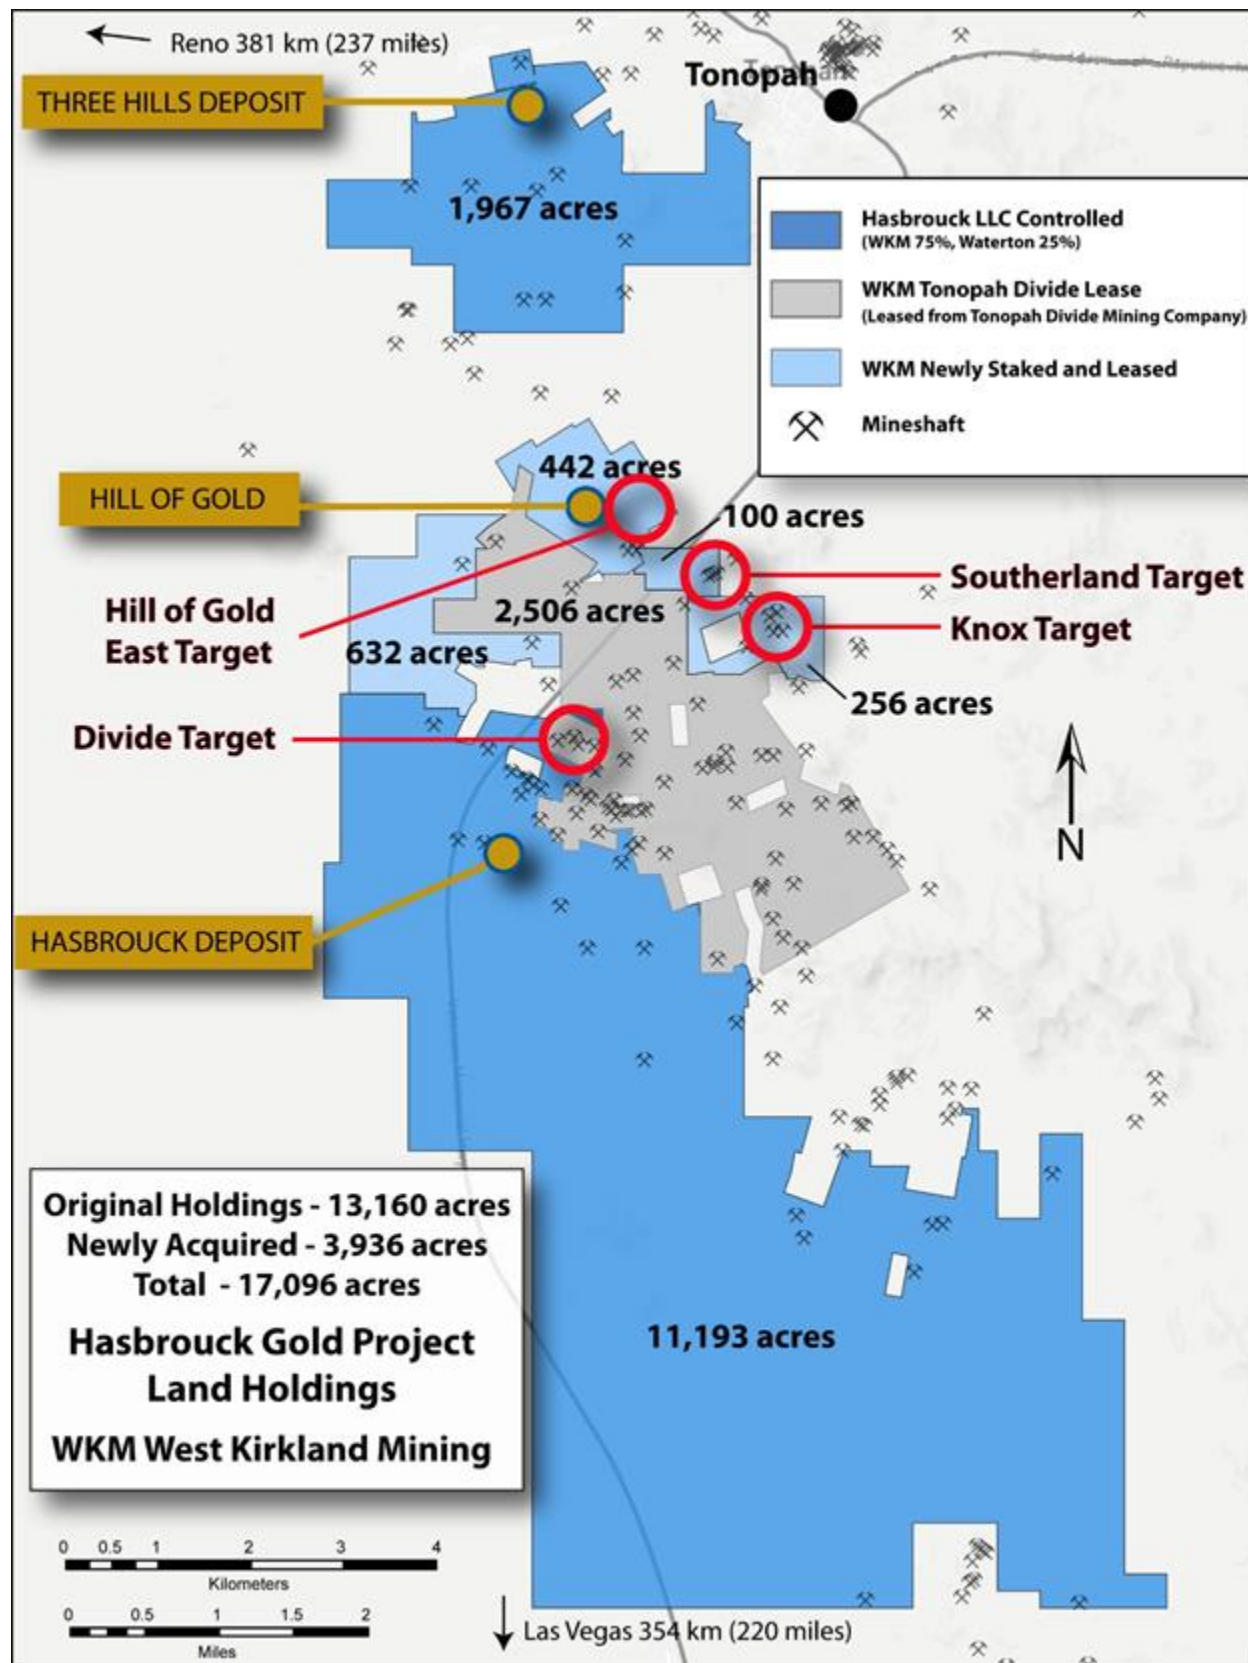 Reno 381 km (237 miles)
Tonopah
THREE HILLS DEPOSIT
1,967 acres
Hasbrouck LLC Controlled
(WKM 75%, Waterton 25%)
WKM Tonopah Divide Lease
(Leased from Tonopah Divide Mining Company)
WKM Newly Staked and Leased
Mineshaft
442 acres
HILL OF GOLD
100 acres
Southerland Target
Hill of Gold
East Target
2,506 acres
Knox Target
632 acres
256 acres
Divide Target
N
HASBROUCK DEPOSIT
Original Holdings - 13,160 acres
Newly Acquired - 3,936 acres
Total - 17,096 acres
Hasbrouck Gold Project
Land Holdings
WKM West Kirkland Mining
11,193 acres
0 0.5 1 2 3 4
Kilometers
0 0.5 1 1.5 2
Miles
Las Vegas 354 km (220 miles)